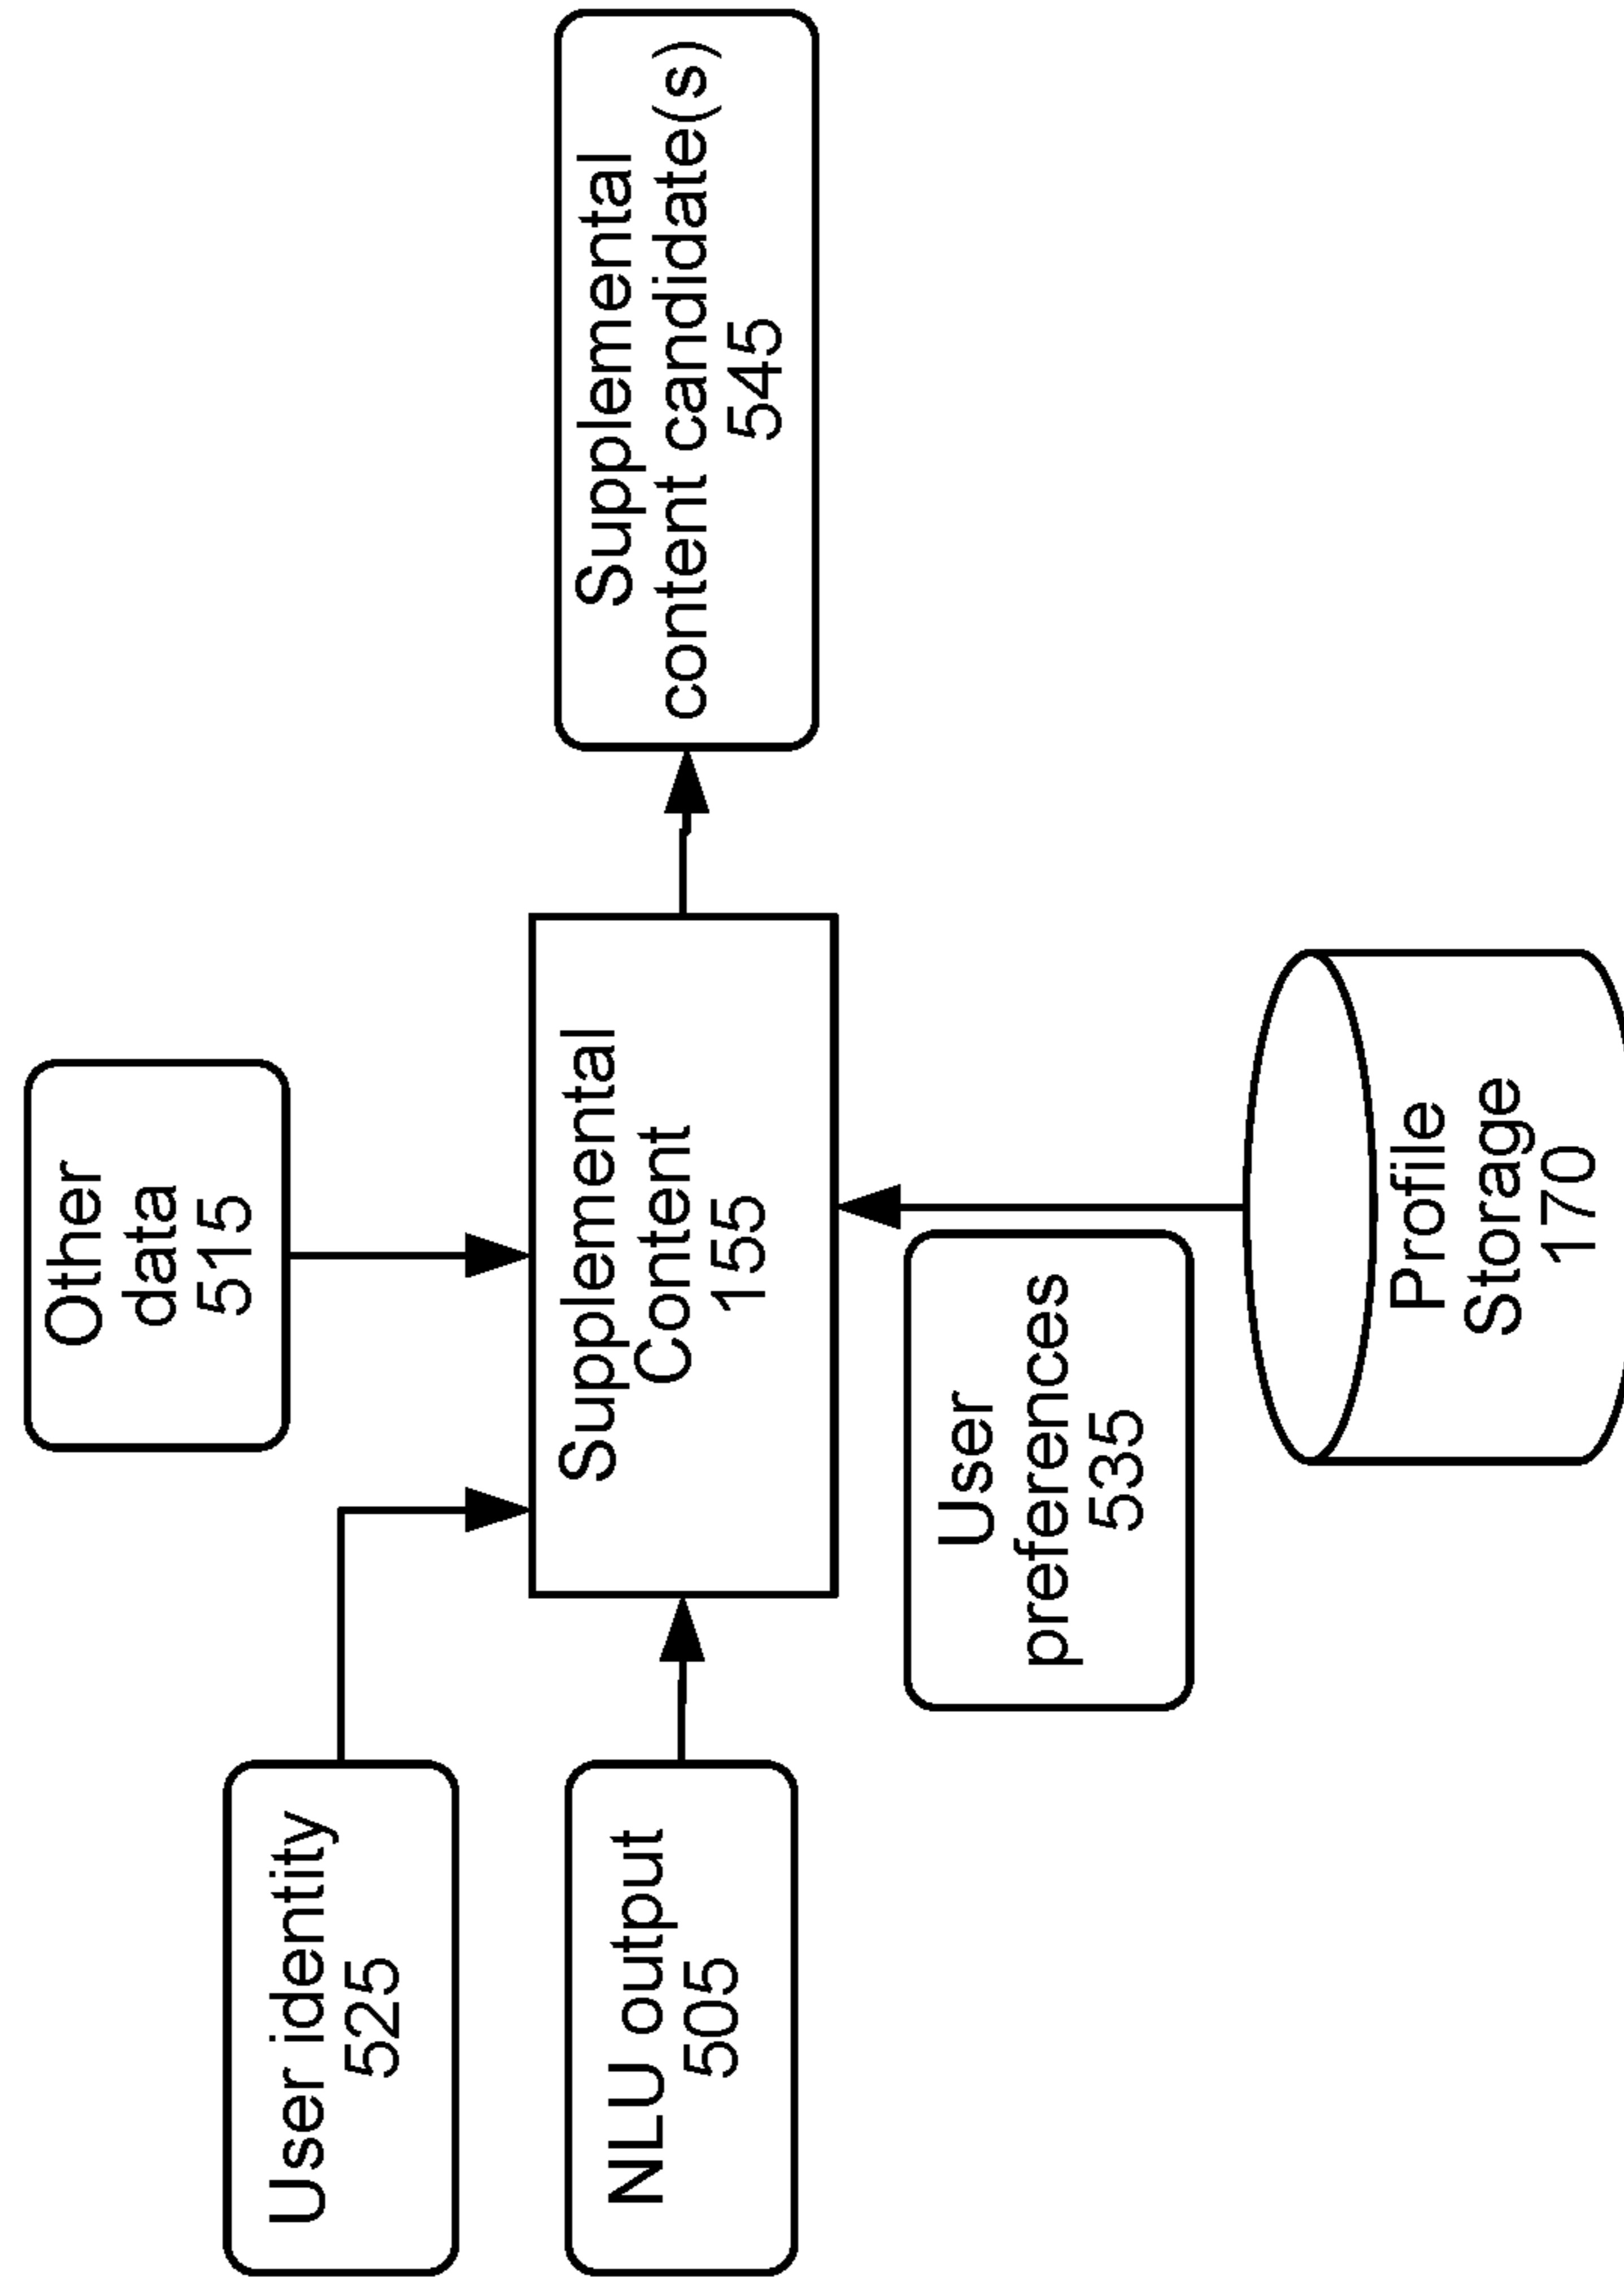 Other
data
515
User identity
525
Supplemental
Content
155
Supplemental
content candidate(s)
545
NLU output
505
User
preferences
535
Profile
Storage
170